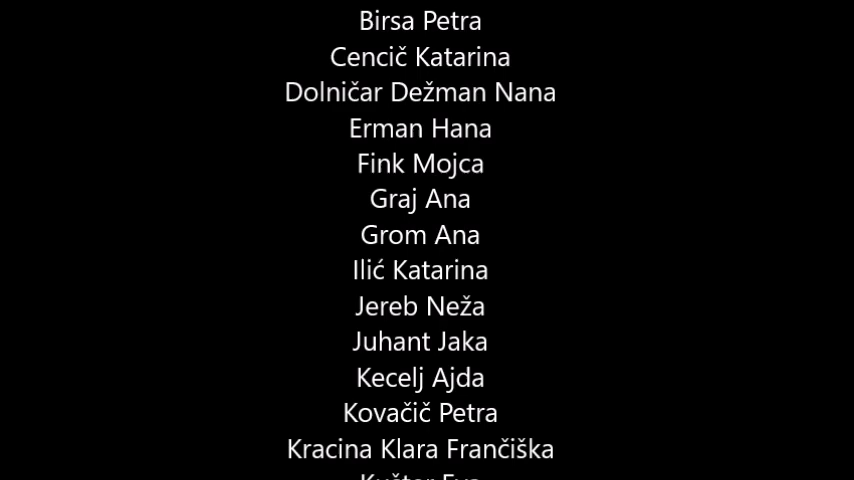 Birsa Petra
Cencič Katarina
Dolničar Dežman Nana
Erman Hana
Fink Mojca
Graj Ana
Grom Ana
Ilić Katarina
Jereb Neža
Juhant Jaka
Kecelj Ajda
Kovačič Petra
Kracina Klara Frančiška